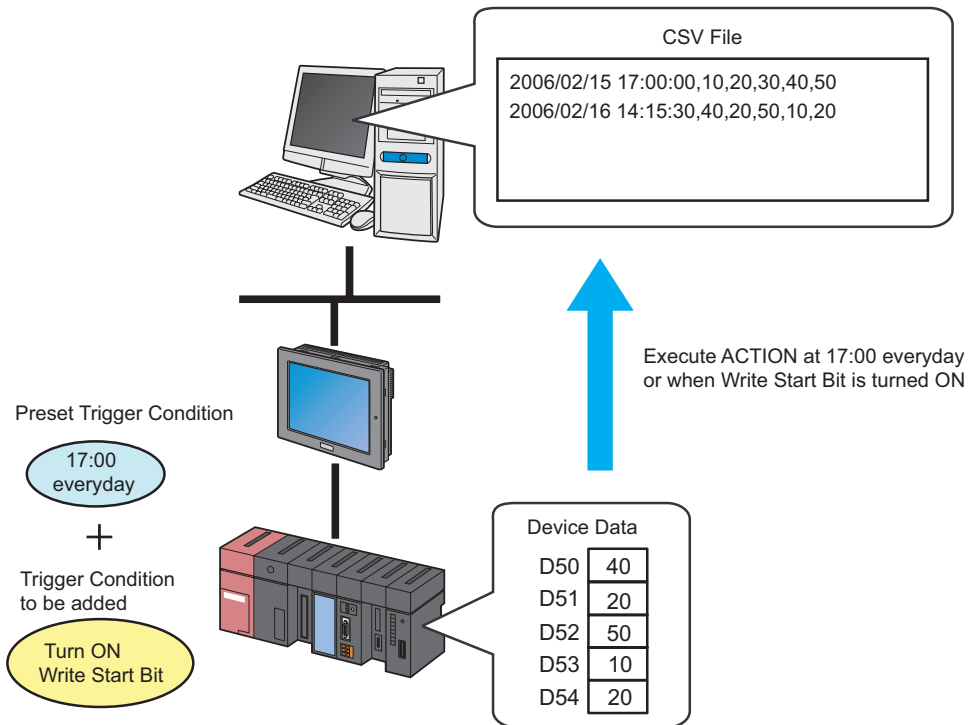 CSV File
2006/02/15 17:00:00,10,20,30,40,50
2006/02/16 14:15:30,40,20,50,10,20
Execute ACTION at 17:00 everyday
or when Write Start Bit is turned ON
Preset Trigger Condition
17:00
everyday
+
Trigger Condition
to be added
Turn ON
Write Start Bit
Device Data
D50 40
D51 20
D52 50
D53 10
D54 20